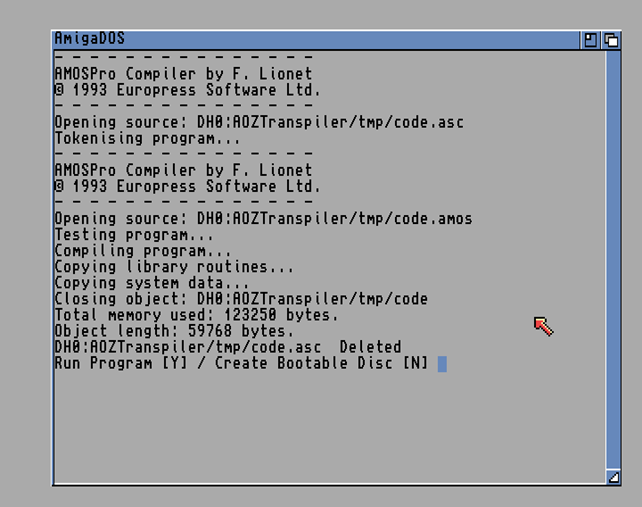 AmigaDOS
- - - - - - - - - - - - - - -
AMOSPro Compiler by F. Lionet
© 1993 Europress Software Ltd.
- - - - - - - - - - - - - - -
Opening source: DH0:AOZTranspiler/tmp/code.asc
Tokenising program...
- - - - - - - - - - - - - - -
AMOSPro Compiler by F. Lionet
© 1993 Europress Software Ltd.
- - - - - - - - - - - - - - -
Opening source: DH0:AOZTranspiler/tmp/code.amos
Testing program...
Compiling program...
Copying library routines...
Copying system data...
Closing object: DH0:AOZTranspiler/tmp/code
Total memory used: 123250 bytes.
Object length: 59768 bytes.
DH0:AOZTranspiler/tmp/code.asc  Deleted
Run Program [Y] / Create Bootable Disc [N]